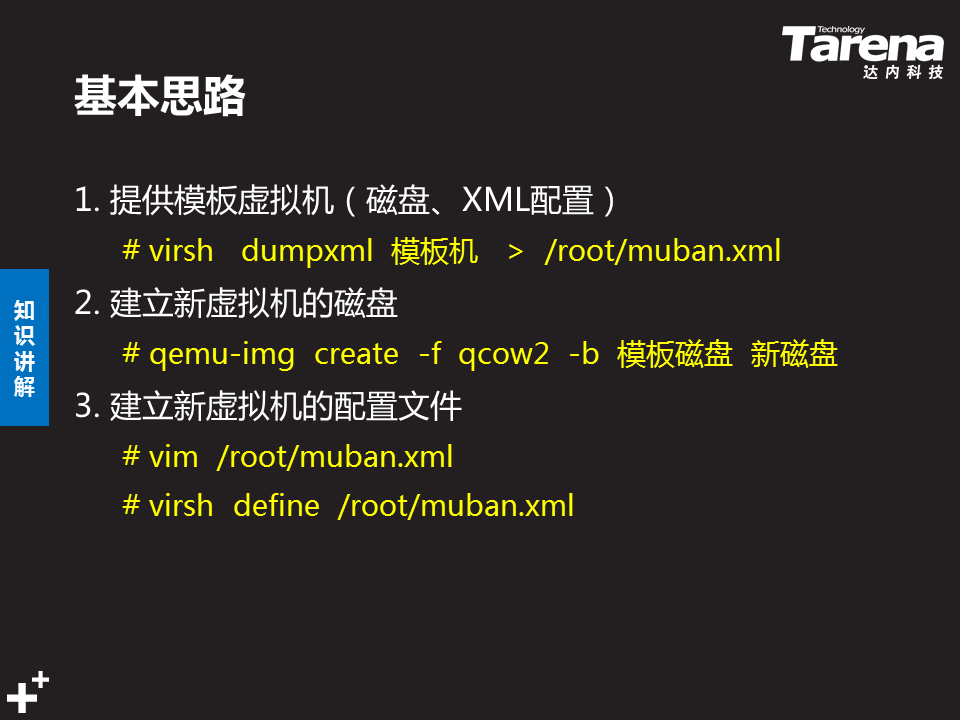 Technology
Tarena
达内科技
基本思路
1. 提供模板虚拟机（磁盘、XML配置）
# virsh dumpxml 模板机 > /root/muban.xml
2. 建立新虚拟机的磁盘
# qemu-img create -f qcow2 -b 模板磁盘 新磁盘
3. 建立新虚拟机的配置文件
# vim /root/muban.xml
# virsh define /root/muban.xml
知
识
讲
解